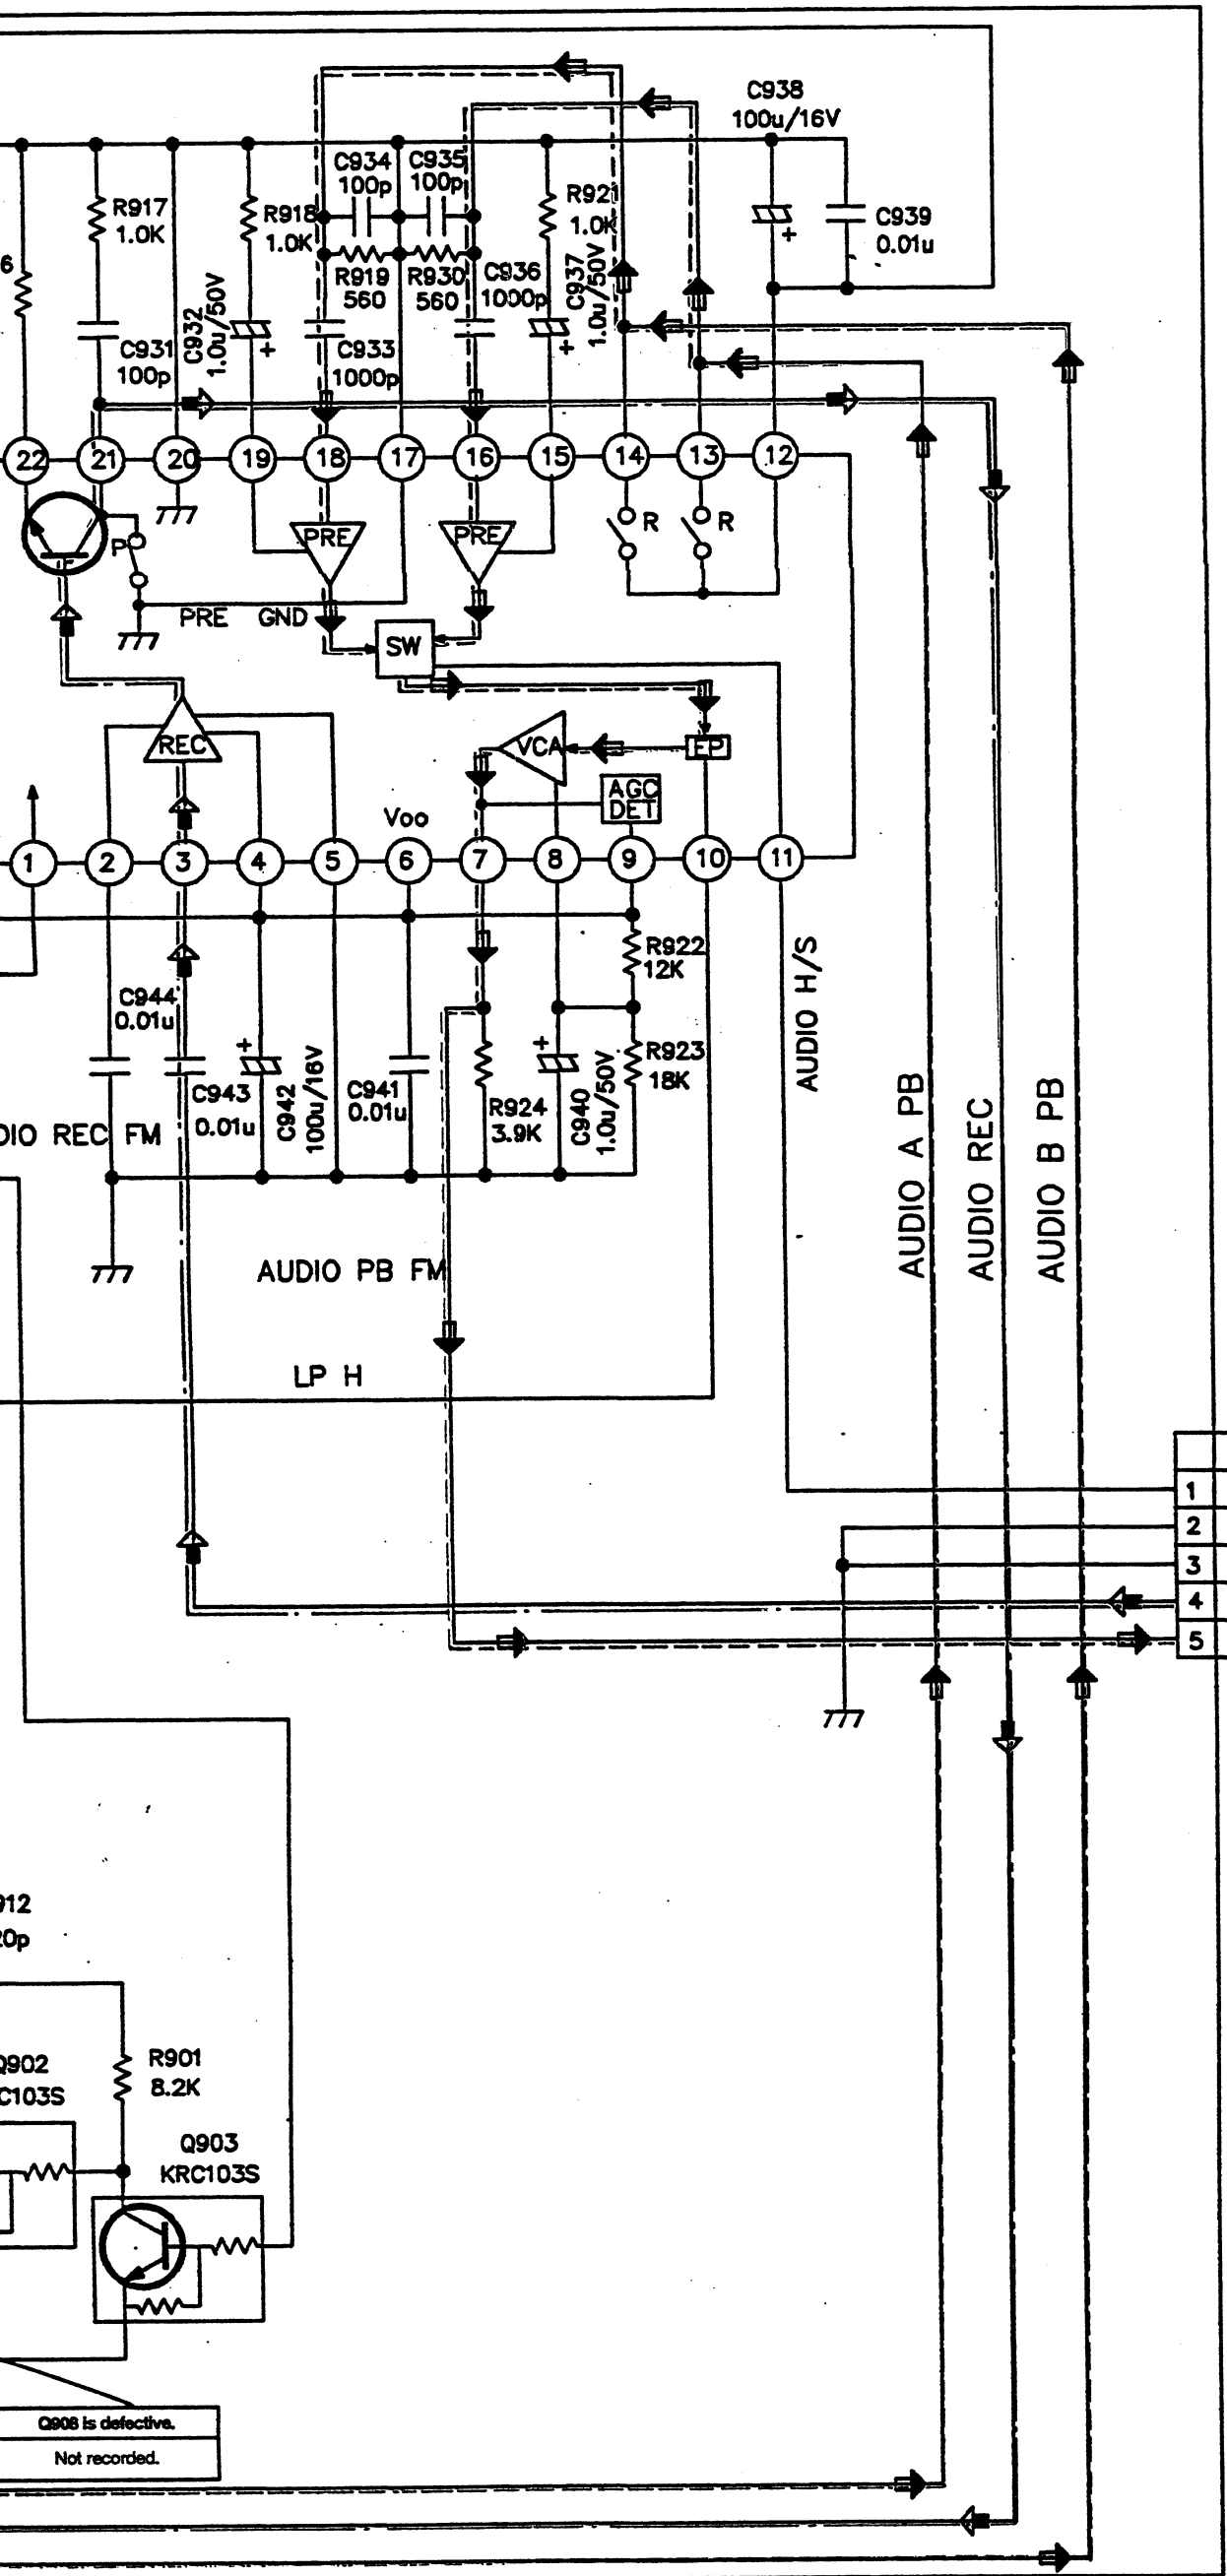 C938
100u/16V
C934
100p
C935
100p
R917
1.0K
R918
1.0K
R921
1.0K
C939
0.01u
6
R919
560
R930
560
C936
1000p
C937
1.0u/50V
C932
1.0u/50V
C931
100p
C933
1000p
22
21
20
19
18
17
16
15
14
13
12
P
PRE
PRE
R
R
PRE GND
SW
REC
VCA
EP
AGC
DET
Voo
1
2
3
4
5
6
7
8
9
10
11
R922
12K
C944
0.01u
C943
0.01u
C942
100u/16V
C941
0.01u
R924
3.9K
C940
1.0u/50V
R923
18K
AUDIO H/S
AUDIO A PB
AUDIO REC
AUDIO B PB
DIO REC FM
AUDIO PB FM
LP H
1
2
3
4
5
912
20p
Q902
C103S
R901
8.2K
Q903
KRC103S
Q908 is defective.
Not recorded.